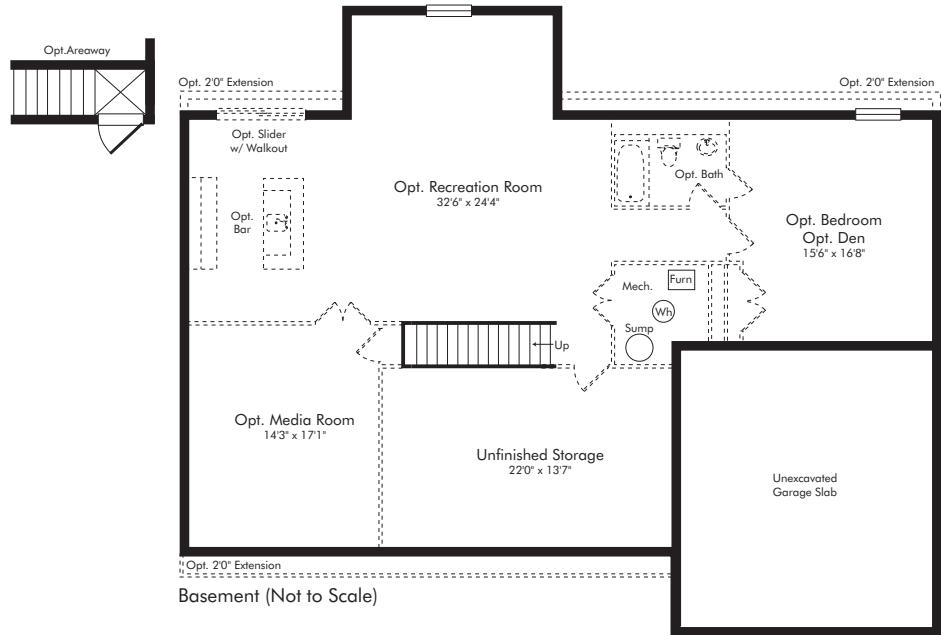 Opt.Areaway
Opt. 2'0" Extension
Opt. 2'0" Extension
Opt. Slider
w/ Walkout
Opt. Bath
Opt. Recreation Room
32'6" x 24'4"
Opt.
Bar
Opt. Bedroom
Opt. Den
15'6" x 16'8"
Mech.
Furn
Wh
Sump
Up
Opt. Media Room
14'3" x 17'1"
Unfinished Storage
22'0" x 13'7"
Unexcavated
Garage Slab
Opt. 2'0" Extension
Basement (Not to Scale)